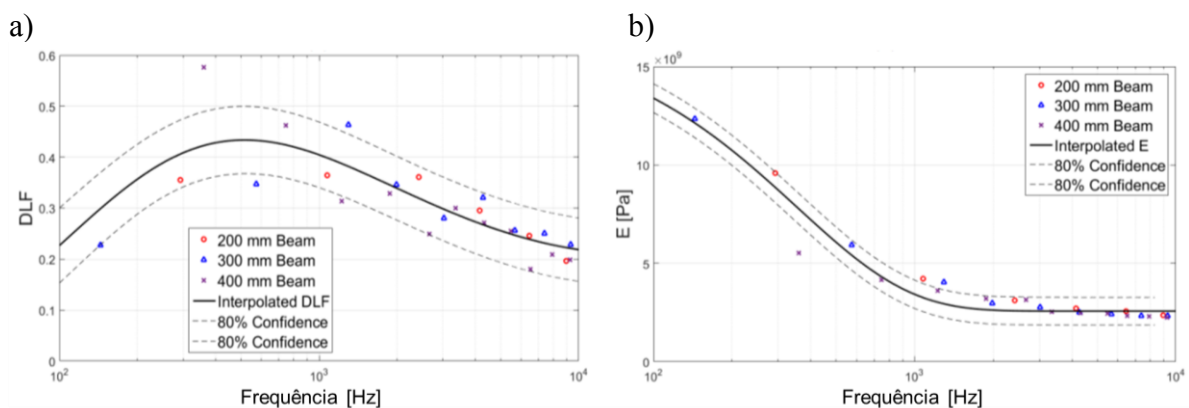 a)
0.6
0.5
0.4
0.3
0.2
0.1
0
DLF
200 mm Beam
300 mm Beam
400 mm Beam
Interpolated DLF
80% Confidence
80% Confidence
10²
10³
10⁴
Frequência [Hz]
b)
×10⁹
15
10
5
0
E [Pa]
200 mm Beam
300 mm Beam
400 mm Beam
Interpolated E
80% Confidence
80% Confidence
10²
10³
10⁴
Frequência [Hz]